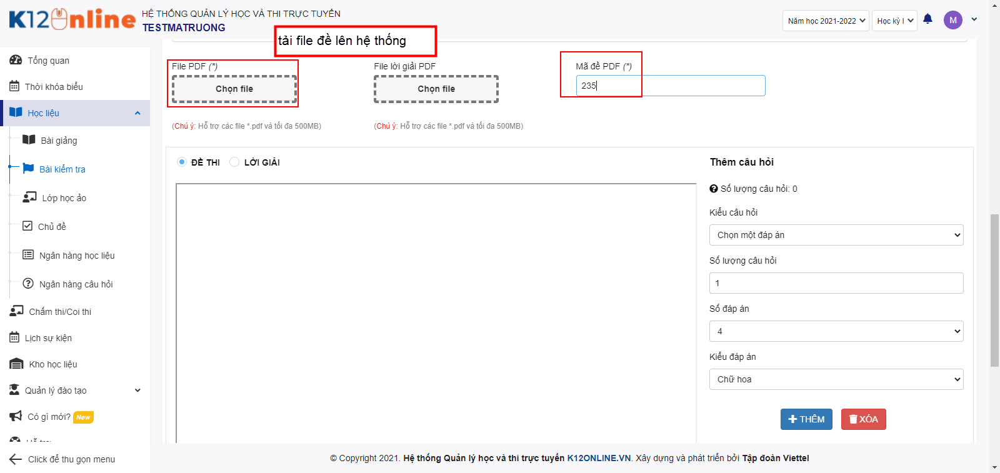 K12Online
HỆ THỐNG QUẢN LÝ HỌC VÀ THI TRỰC TUYẾN
TESTMATRUONG
Năm học 2021-2022
Học kỳ I
M
tải file đề lên hệ thống
Tổng quan
Thời khóa biểu
Học liệu
Bài giảng
Bài kiểm tra
Lớp học ảo
Chủ đề
Ngân hàng học liệu
Ngân hàng câu hỏi
Chấm thi/Coi thi
Lịch sự kiện
Kho học liệu
Quản lý đào tạo
Có gì mới? New
Click để thu gọn menu
File PDF (*)
Chọn file
(Chú ý: Hỗ trợ các file *.pdf và tối đa 500MB)
File lời giải PDF
Chọn file
(Chú ý: Hỗ trợ các file *.pdf và tối đa 500MB)
Mã đề PDF (*)
235
ĐỀ THI
LỜI GIẢI
Thêm câu hỏi
Số lượng câu hỏi: 0
Kiểu câu hỏi
Chọn một đáp án
Số lượng câu hỏi
1
Số đáp án
4
Kiểu đáp án
Chữ hoa
THÊM
XÓA
© Copyright 2021. Hệ thống Quản lý học và thi trực tuyến K12ONLINE.VN. Xây dựng và phát triển bởi Tập đoàn Viettel